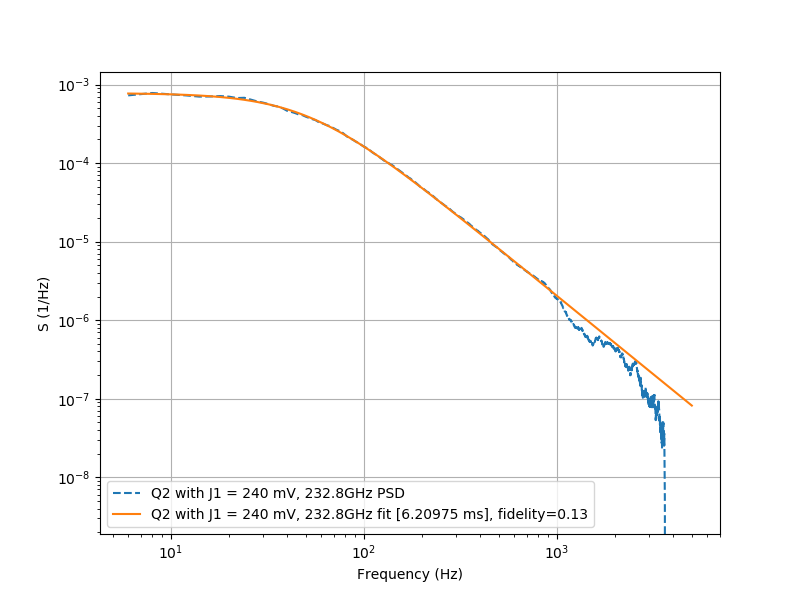 10⁻³
10⁻⁴
10⁻⁵
10⁻⁶
10⁻⁷
10⁻⁸
S (1/Hz)
Q2 with J1 = 240 mV, 232.8GHz PSD
Q2 with J1 = 240 mV, 232.8GHz fit [6.20975 ms], fidelity=0.13
10¹ 10² 10³
Frequency (Hz)